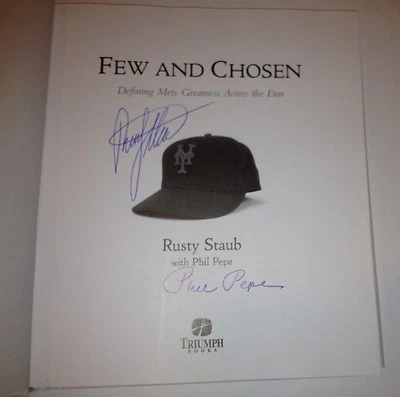 FEW AND CHOSEN
Defining Mets Greatness Across the Eras
NY
Rusty Staub
with Phil Pepe
Phil Pepe
TRIUMPH
BOOKS